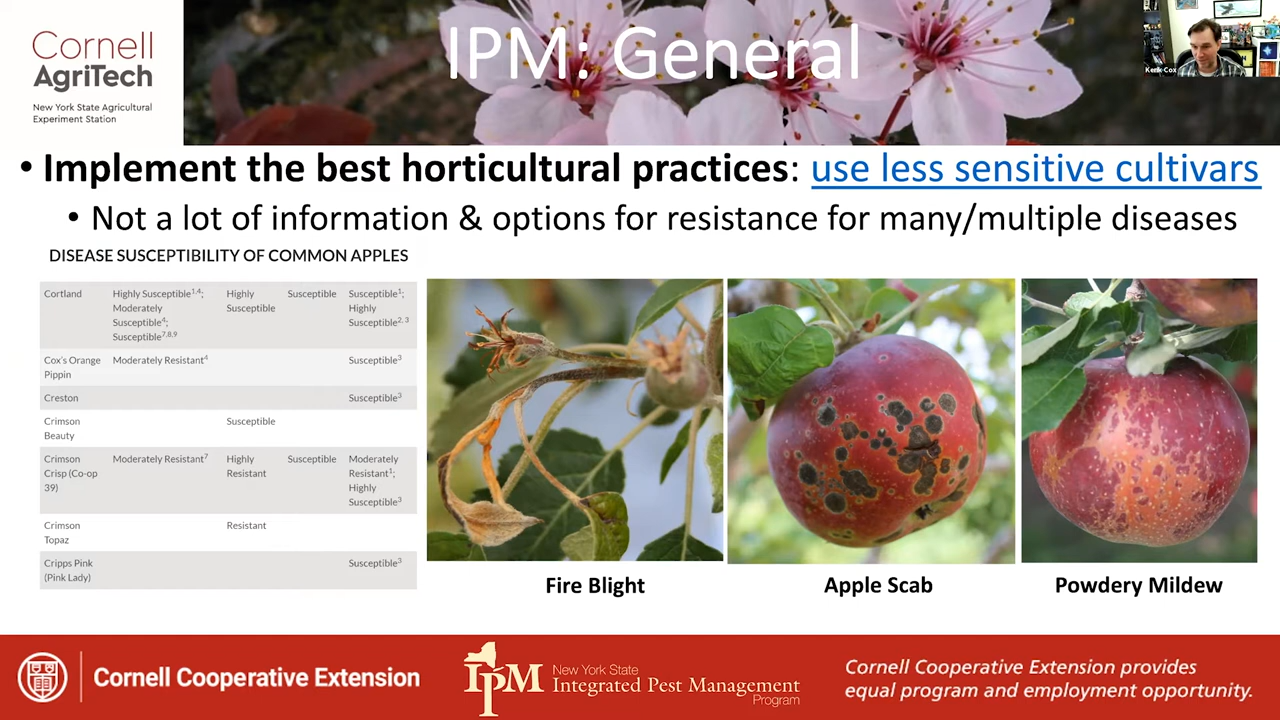 Cornell
AgriTech
New York State Agricultural
Experiment Station
IPM: General
Kerik Cox
• Implement the best horticultural practices: use less sensitive cultivars
• Not a lot of information & options for resistance for many/multiple diseases
DISEASE SUSCEPTIBILITY OF COMMON APPLES
Cortland Highly Susceptible1,4; Highly Susceptible Susceptible1;
Moderately Susceptible Highly
Susceptible4; Susceptible2, 3
Susceptible7,8,9
Cox's Orange Moderately Resistant4 Susceptible3
Pippin
Creston Susceptible3
Crimson Susceptible
Beauty
Crimson Moderately Resistant7 Highly Susceptible Moderately
Crisp (Co-op Resistant Resistant1;
39) Highly
Susceptible3
Crimson Resistant
Topaz
Cripps Pink Susceptible3
(Pink Lady)
Fire Blight
Apple Scab
Powdery Mildew
Cornell Cooperative Extension
IPM
New York State
Integrated Pest Management
Program
Cornell Cooperative Extension provides
equal program and employment opportunity.